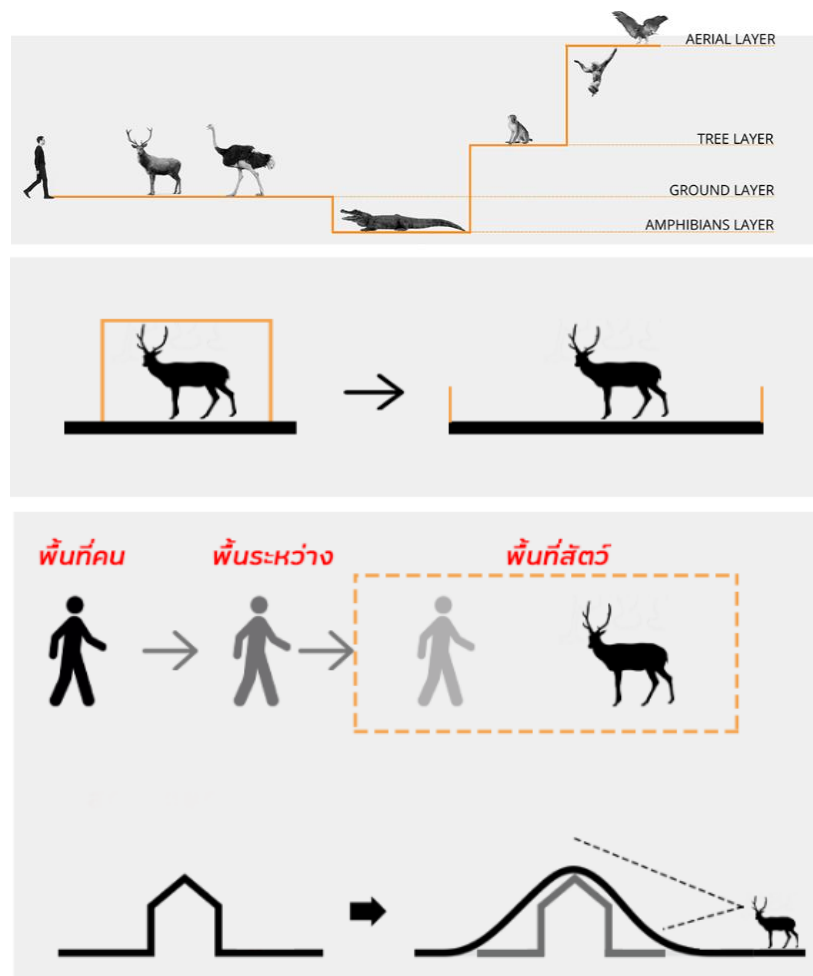 AERIAL LAYER
TREE LAYER
GROUND LAYER
AMPHIBIANS LAYER
พื้นที่คน
พื้นระหว่าง
พื้นที่สัตว์